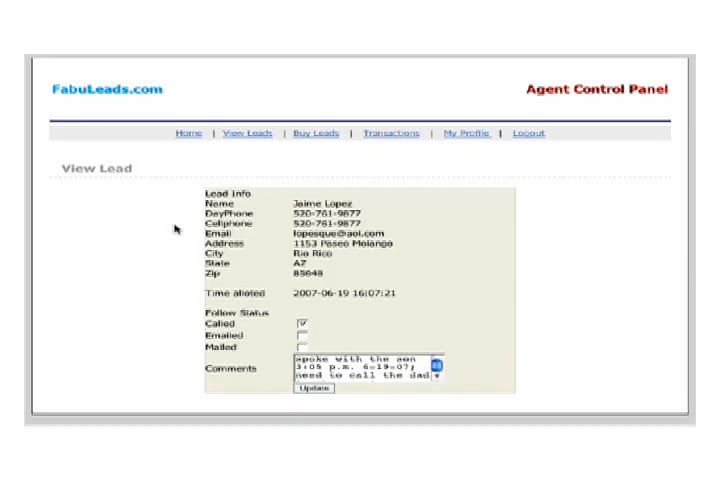 FabuLeads.com Agent Control Panel
Home | View Leads | Buy Leads | Transactions | My Profile | Logout
View Lead
Lead Info
Name Jaime Lopez
DayPhone 520-761-9877
Cellphone 520-761-9877
Email lopesque@aol.com
Address 1153 Paseo Molango
City Rio Rico
State AZ
Zip 85648
Time alloted 2007-06-19 16:07:21
Follow Status
Called
Emailed
Mailed
Comments
spoke with the son
3:05 p.m. 6-19-07;
need to call the dad
Update